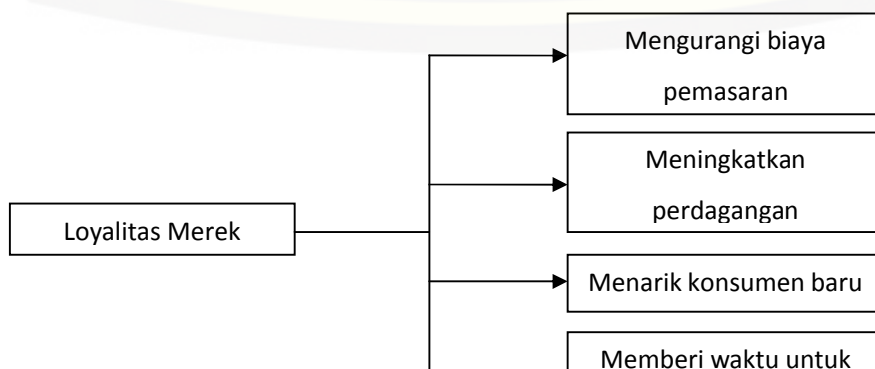 Mengurangi biaya
pemasaran
Meningkatkan
perdagangan
Loyalitas Merek
Menarik konsumen baru
Memberi waktu untuk